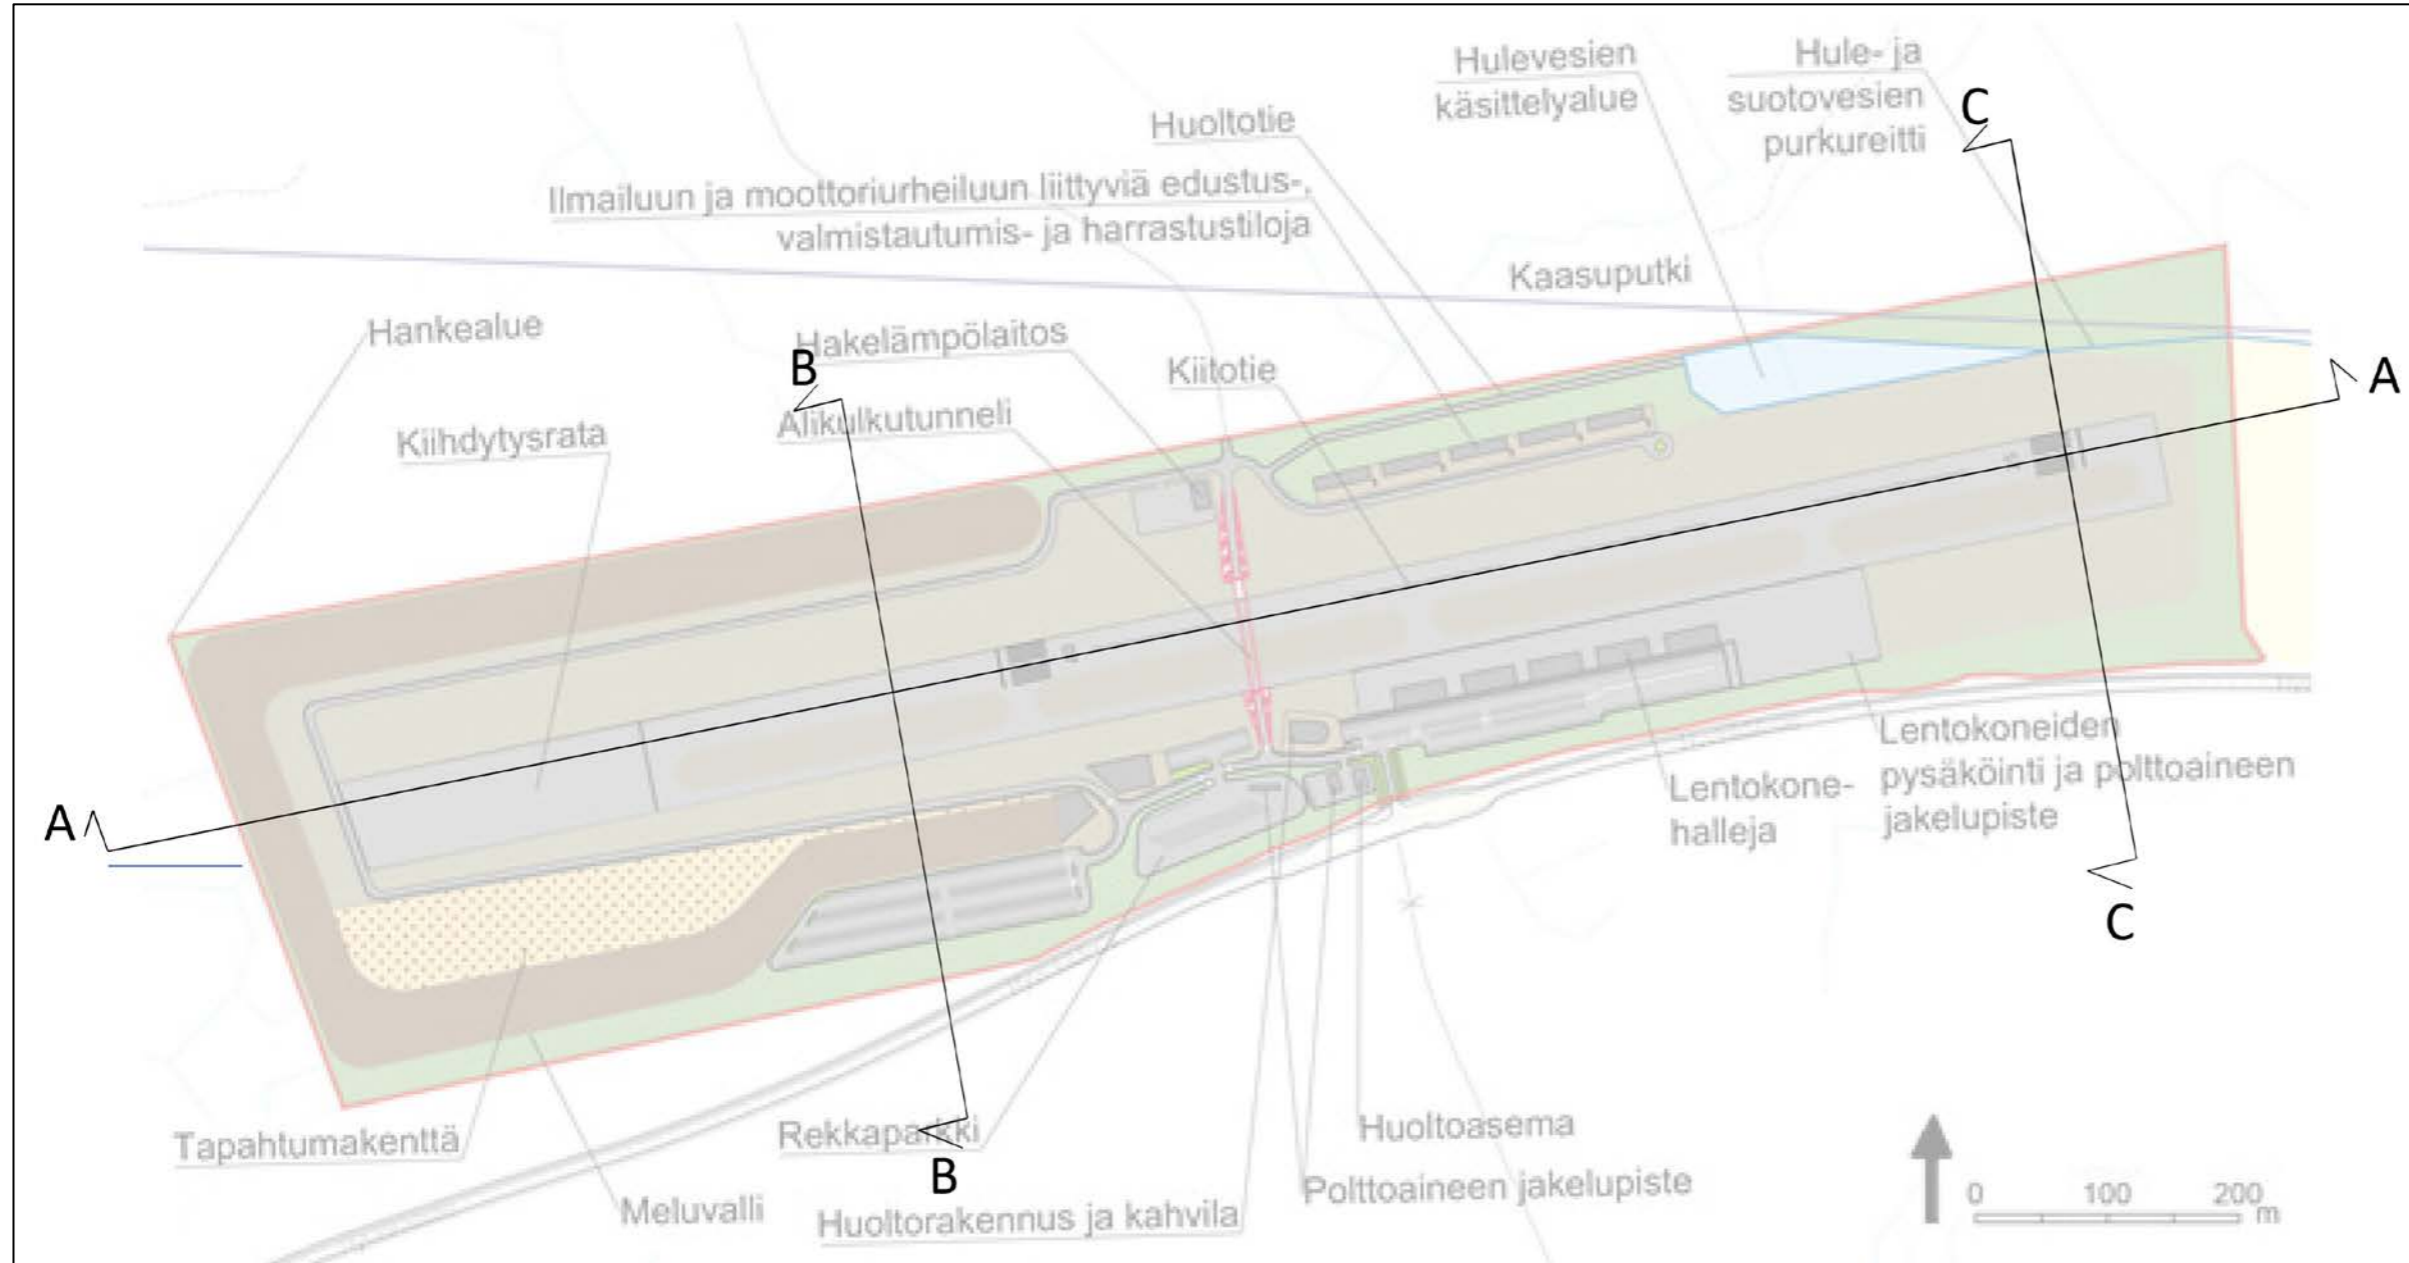 Hulevesien
käsittelyalue
Hule- ja
suotovesien
purkureitti
C
Huoltotie
Ilmailuun ja moottoriurheiluun liittyviä edustus-,
valmistautumis- ja harrastustiloja
Kaasuputki
Hankealue
Hakelämpölaitos
B
Kiitotie
A
Kiihdytysrata
Alikulkutunneli
A
Lentokoneiden
pysäköinti ja polttoaineen
jakelupiste
Lentokone-
halleja
C
Tapahtumakenttä
Rekkaparkki
B
Huoltoasema
Polttoaineen jakelupiste
Meluvalli
Huoltorakennus ja kahvila
0 100 200
m